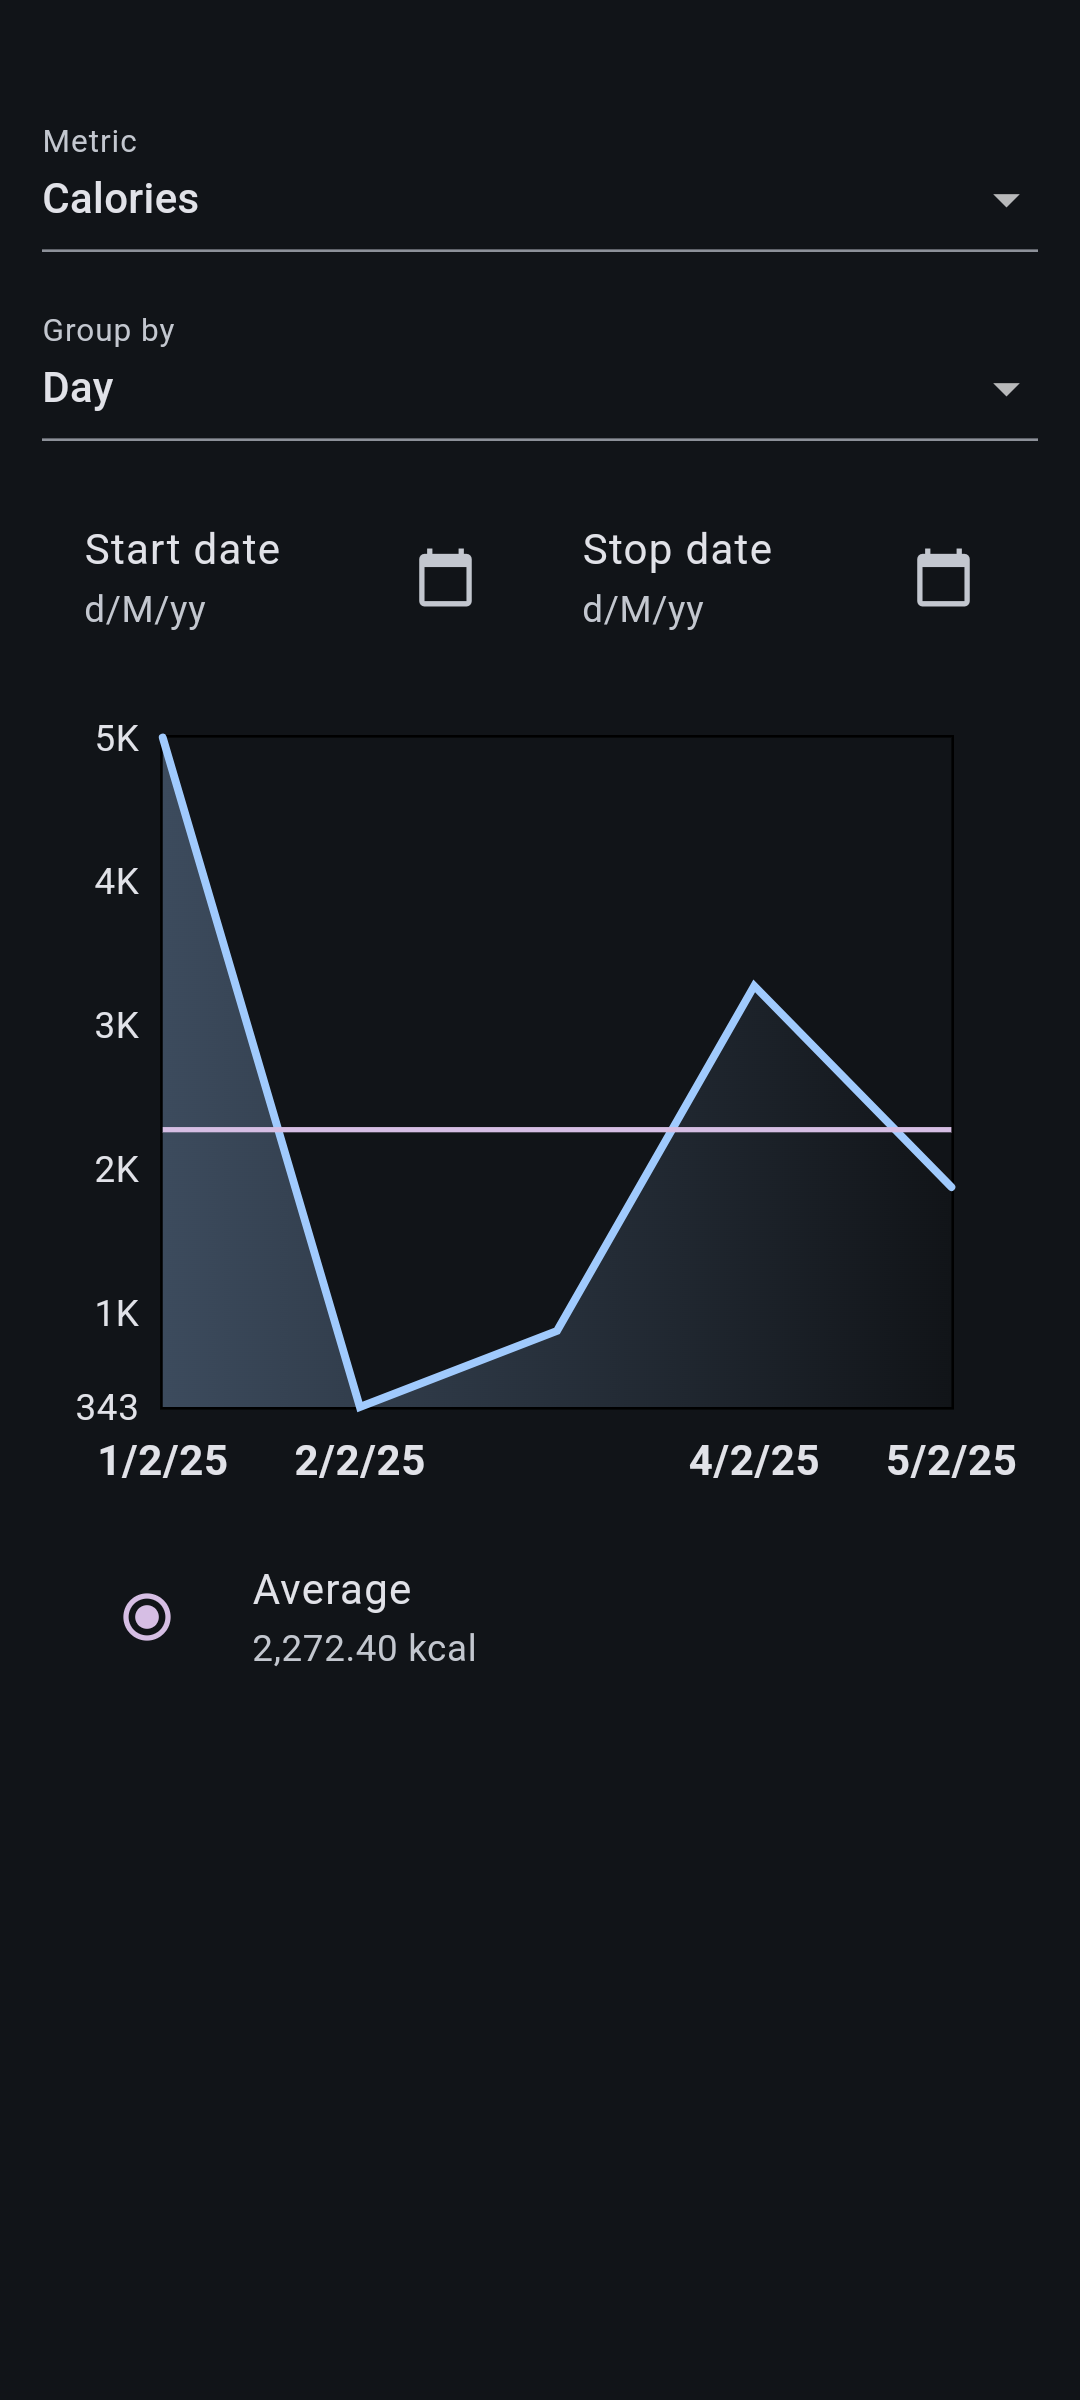 Metric
Calories
Group by
Day
Start date
d/M/yy
Stop date
d/M/yy
5K
4K
3K
2K
1K
343
1/2/25 2/2/25 4/2/25 5/2/25
Average
2,272.40 kcal